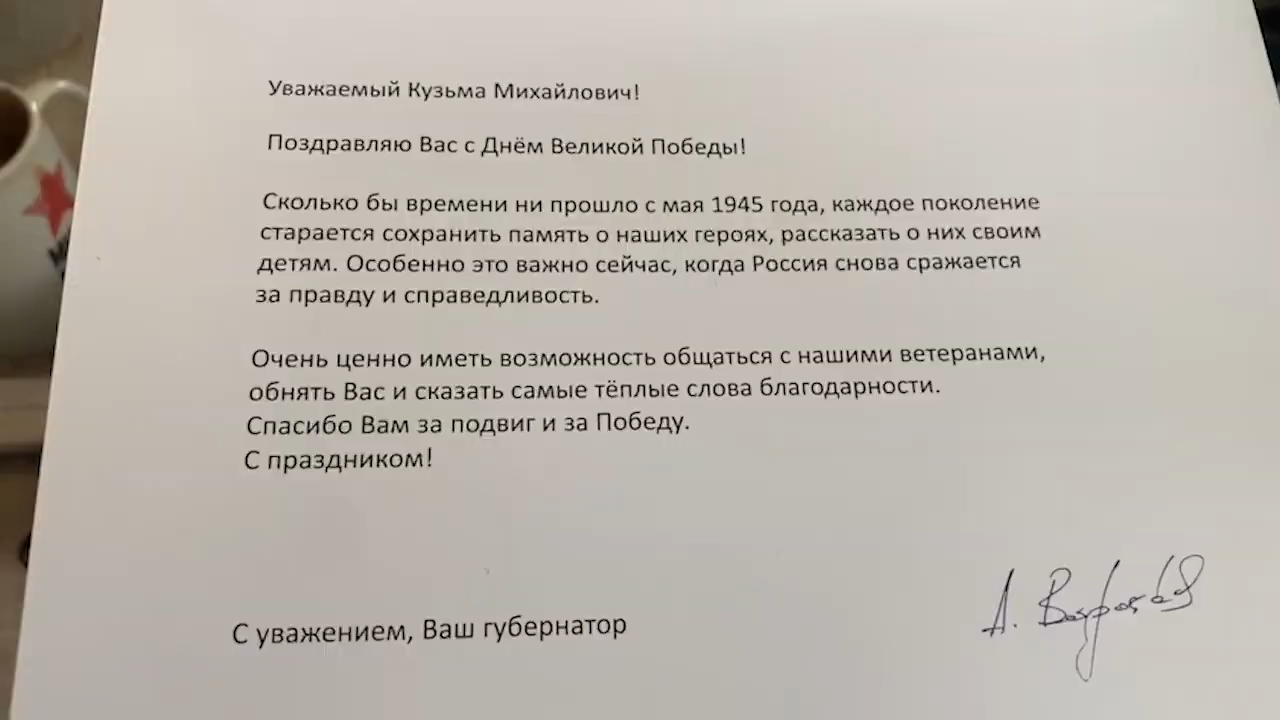 Уважаемый Кузьма Михайлович!
Поздравляю Вас с Днём Великой Победы!
Сколько бы времени ни прошло с мая 1945 года, каждое поколение
старается сохранить память о наших героях, рассказать о них своим
детям. Особенно это важно сейчас, когда Россия снова сражается
за правду и справедливость.
Очень ценно иметь возможность общаться с нашими ветеранами,
обнять Вас и сказать самые тёплые слова благодарности.
Спасибо Вам за подвиг и за Победу.
С праздником!
С уважением, Ваш губернатор
А.